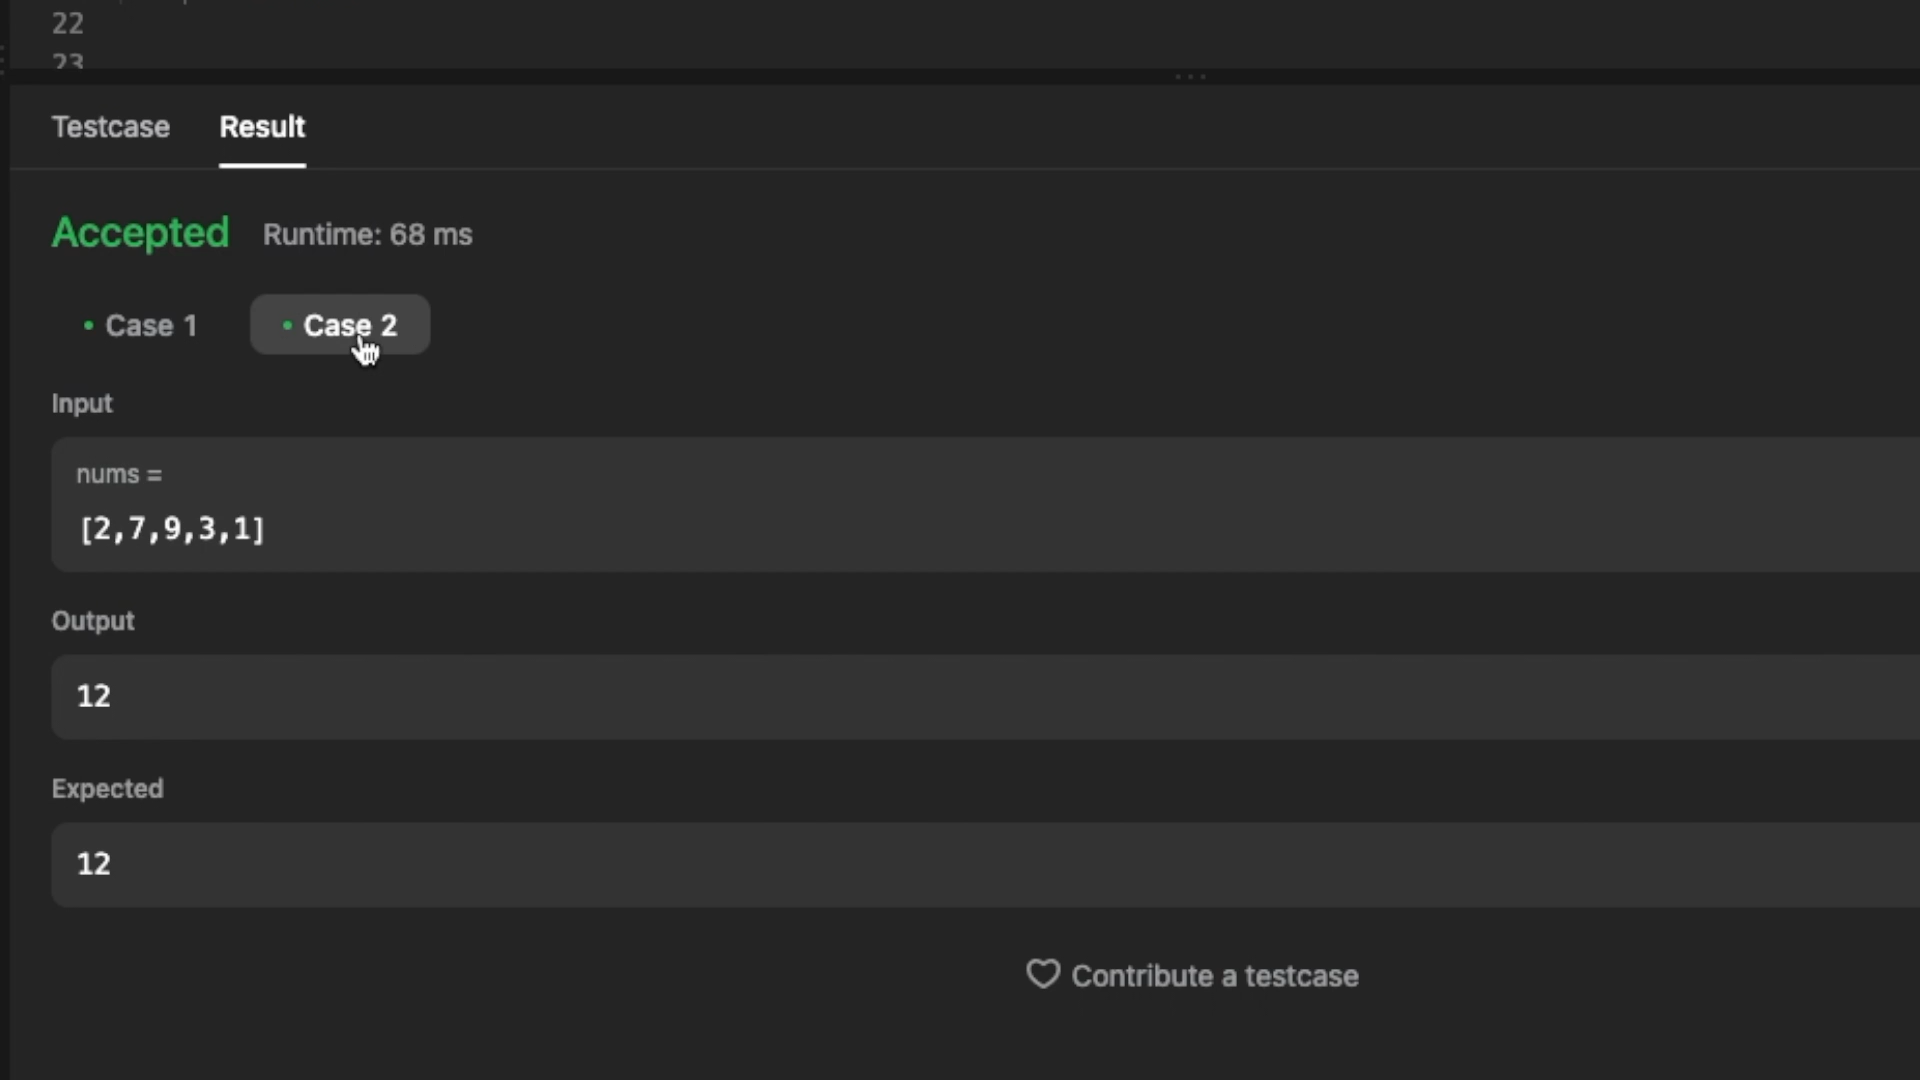 22
23
Testcase Result
Accepted Runtime: 68 ms
Case 1 Case 2
Input
nums =
[2,7,9,3,1]
Output
12
Expected
12
Contribute a testcase